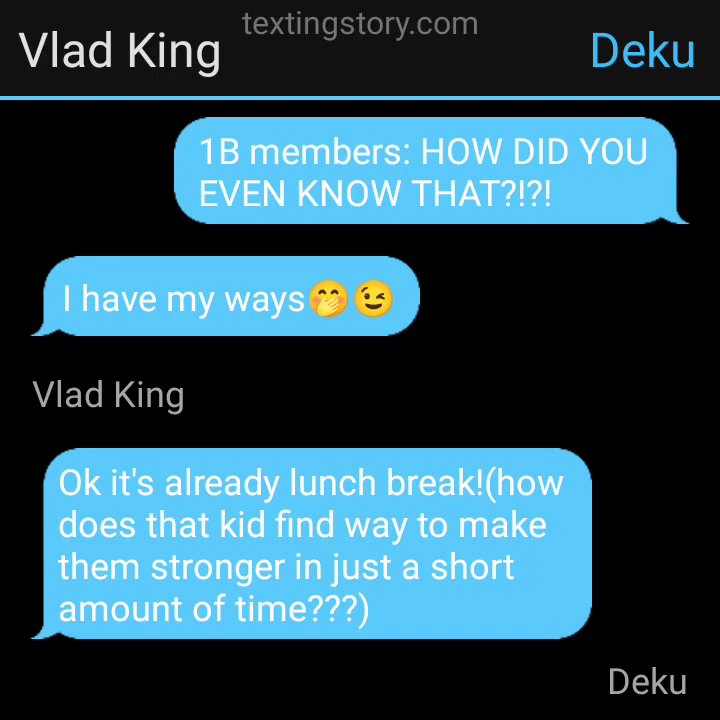 textingstory.com
Vlad King
Deku
1B members: HOW DID YOU
EVEN KNOW THAT?!?!
I have my ways🤭😉
Vlad King
Ok it's already lunch break!(how
does that kid find way to make
them stronger in just a short
amount of time???)
Deku